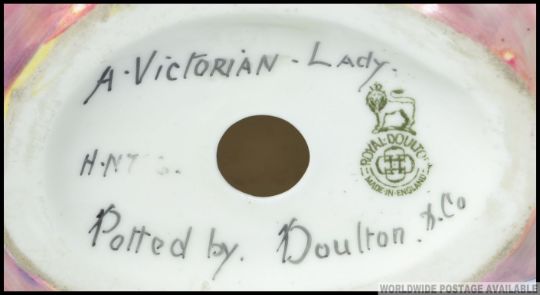 A·VICTORIAN·LADY.
ROYAL·DOULTON
MADE·IN·ENGLAND
Potted by. Doulton. & Co
WORLDWIDE POSTAGE AVAILABLE